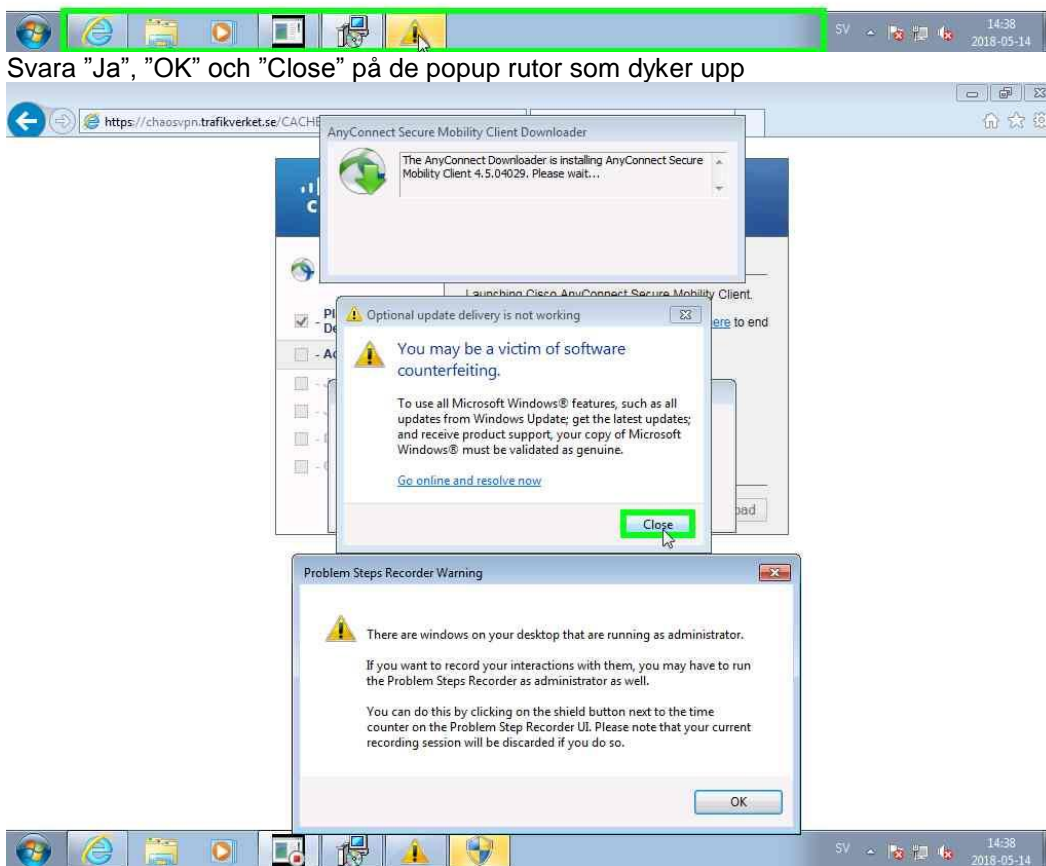 SV
14:38
2018-05-14
Svara ”Ja”, ”OK” och ”Close” på de popup rutor som dyker upp
https://chaosvpn.trafikverket.se/CACHE
AnyConnect Secure Mobility Client Downloader
The AnyConnect Downloader is installing AnyConnect Secure
Mobility Client 4.5.04029. Please wait...
Launching Cisco AnyConnect Secure Mobility Client.
to end
Optional update delivery is not working
You may be a victim of software
counterfeiting.
To use all Microsoft Windows® features, such as all
updates from Windows Update; get the latest updates;
and receive product support, your copy of Microsoft
Windows® must be validated as genuine.
Go online and resolve now
Close
Problem Steps Recorder Warning
There are windows on your desktop that are running as administrator.
If you want to record your interactions with them, you may have to run
the Problem Steps Recorder as administrator as well.
You can do this by clicking on the shield button next to the time
counter on the Problem Step Recorder UI. Please note that your current
recording session will be discarded if you do so.
OK
SV
14:38
2018-05-14